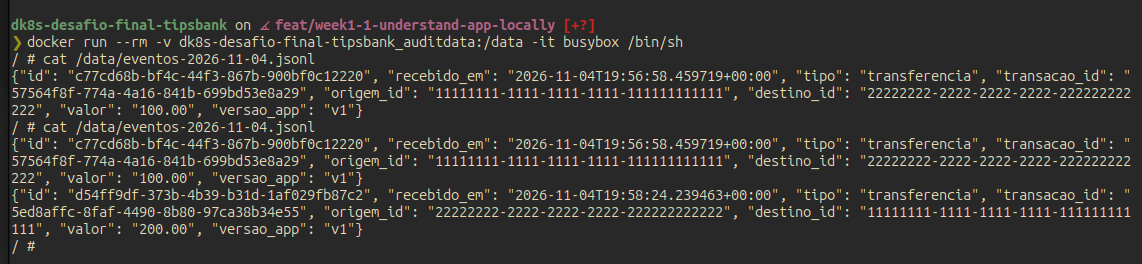 dk8s-desafio-final-tipsbank on feat/week1-1-understand-app-locally [+?]
❯ docker run --rm -v dk8s-desafio-final-tipsbank_auditdata:/data -it busybox /bin/sh
/ # cat /data/eventos-2026-11-04.jsonl
{"id": "c77cd68b-bf4c-44f3-867b-900bf0c12220", "recebido_em": "2026-11-04T19:56:58.459719+00:00", "tipo": "transferencia", "transacao_id": "
57564f8f-774a-4a16-841b-699bd53e8a29", "origem_id": "11111111-1111-1111-1111-111111111111", "destino_id": "22222222-2222-2222-2222-222222222
222", "valor": "100.00", "versao_app": "v1"}
/ # cat /data/eventos-2026-11-04.jsonl
{"id": "c77cd68b-bf4c-44f3-867b-900bf0c12220", "recebido_em": "2026-11-04T19:56:58.459719+00:00", "tipo": "transferencia", "transacao_id": "
57564f8f-774a-4a16-841b-699bd53e8a29", "origem_id": "11111111-1111-1111-1111-111111111111", "destino_id": "22222222-2222-2222-2222-222222222
222", "valor": "100.00", "versao_app": "v1"}
{"id": "d54ff9df-373b-4b39-b31d-1af029fb87c2", "recebido_em": "2026-11-04T19:58:24.239463+00:00", "tipo": "transferencia", "transacao_id": "
5ed8affc-8faf-4490-8b80-97ca38b34e55", "origem_id": "22222222-2222-2222-2222-222222222222", "destino_id": "11111111-1111-1111-1111-111111111
111", "valor": "200.00", "versao_app": "v1"}
/ #